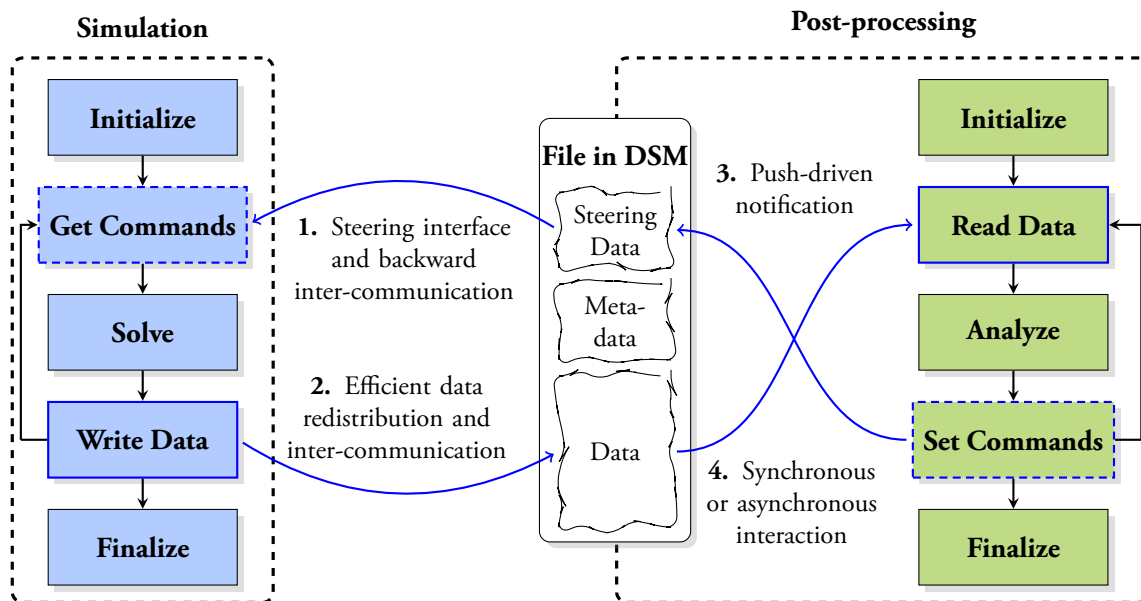 Simulation
Initialize
Get Commands
Solve
Write Data
Finalize
1. Steering interface
and backward
inter-communication
2. Efficient data
redistribution and
inter-communication
File in DSM
Steering
Data
Meta-
data
Data
Post-processing
3. Push-driven
notification
4. Synchronous
or asynchronous
interaction
Initialize
Read Data
Analyze
Set Commands
Finalize